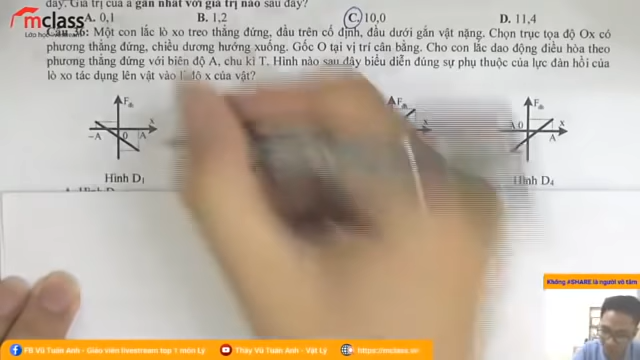 đây. Giá trị của a gần nhất với giá trị nào sau đây?
mclass
A. 0,1 B. 1,2 C. 10,0 D. 11,4
Câu 36: Một con lắc lò xo treo thẳng đứng, đầu trên cố định, đầu dưới gắn vật nặng. Chọn trục tọa độ Ox có
phương thẳng đứng, chiều dương hướng xuống. Gốc O tại vị trí cân bằng. Cho con lắc dao động điều hòa theo
phương thẳng đứng với biên độ A, chu kì T. Hình nào sau đây biểu diễn đúng sự phụ thuộc của lực đàn hồi của
lò xo tác dụng lên vật vào li độ x của vật?
Fđh x -A 0 A
Fđh
Fđh x A 0 A
Hình D1 Hình D4
Không #SHARE là người vô tâm
FB Vũ Tuấn Anh - Giáo viên livestream top 1 môn Lý Thầy Vũ Tuấn Anh - Vật Lý https://mclass.vn